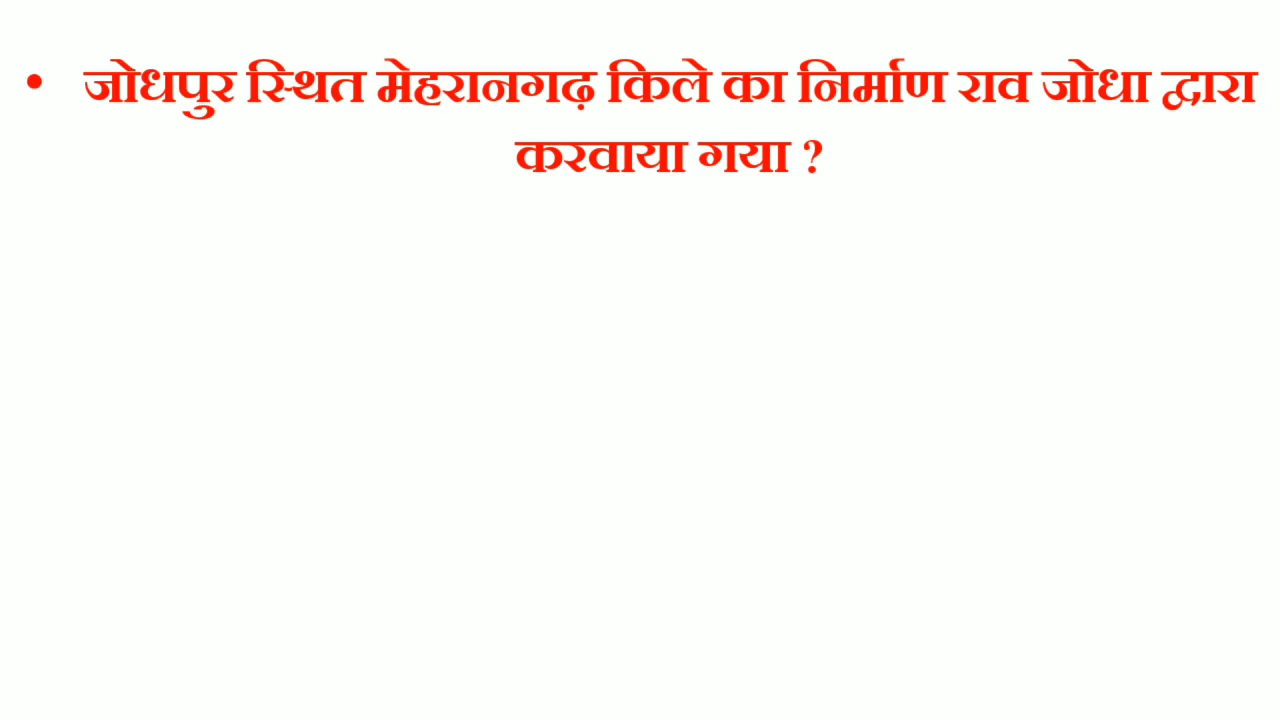 • जोधपुर स्थित मेहरानगढ़ किले का निर्माण राव जोधा द्वारा
करवाया गया ?